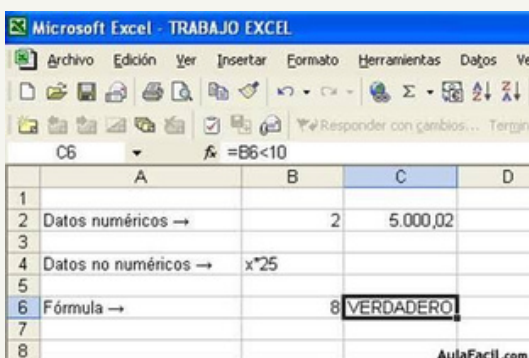 Microsoft Excel - TRABAJO EXCEL
Archivo Edición Ver Insertar Formato Herramientas Datos Ve
Responder con cambios... Termin
C6 fx =B6<10
A B C D
1
2 Datos numéricos → 2 5.000,02
3
4 Datos no numéricos → x*25
5
6 Fórmula → 8 VERDADERO
7
8
AulaFacil.com